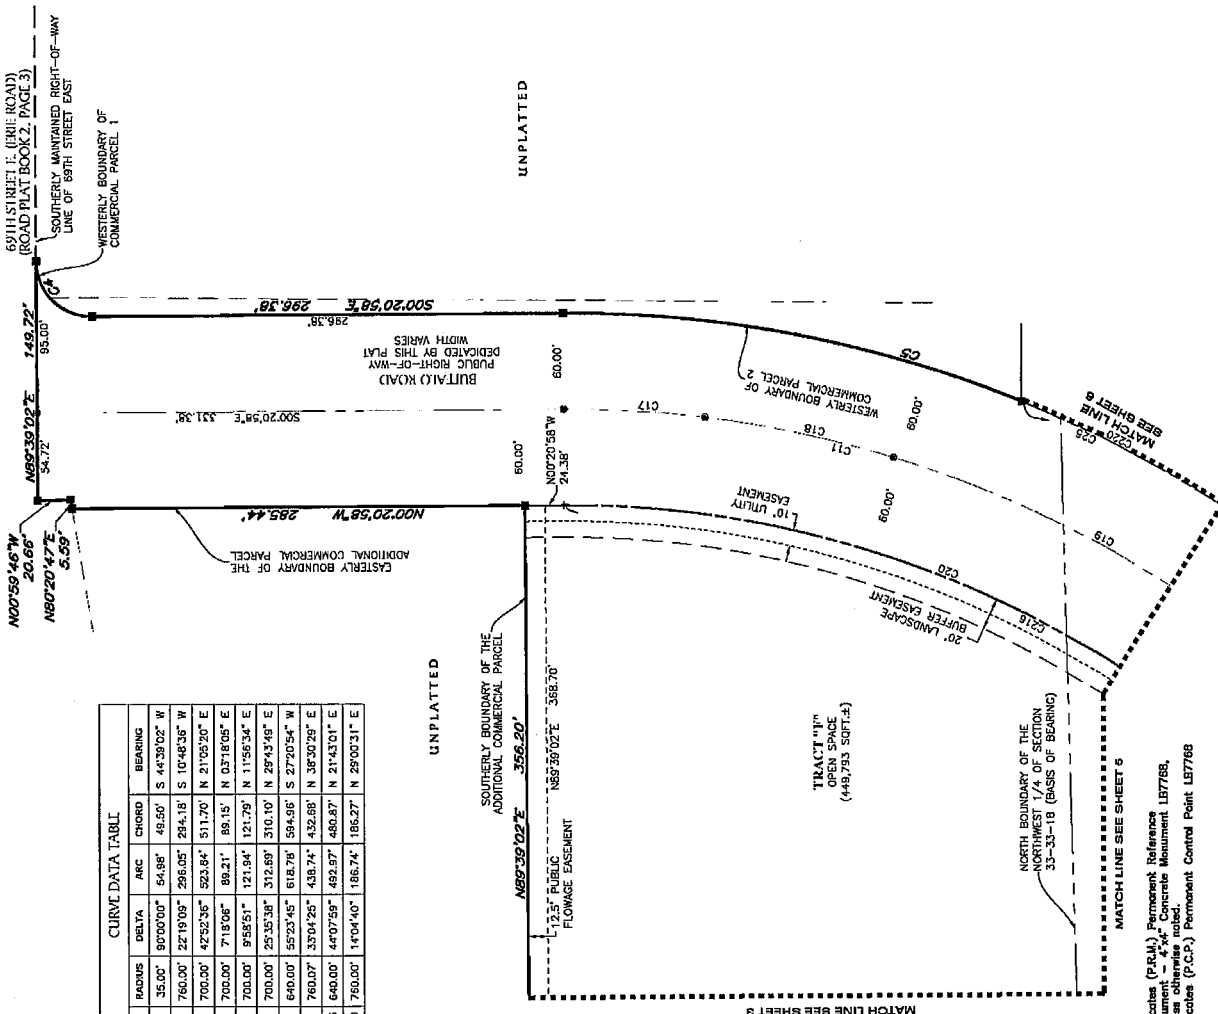 69TH STREET E. (ERIE ROAD)
(ROAD PLAT BOOK 2, PAGE 3)
SOUTHERLY MAINTAINED RIGHT-OF-WAY
LINE OF 69TH STREET EAST
WESTERLY BOUNDARY OF
COMMERCIAL PARCEL 1
N89°39'02"E 149.72'
54.72'
95.00'
C4
N00°59'46"W
20.66'
N80°20'47"E
5.59'
S00°20'58"E 296.38'
296.38'
BUFFALO ROAD
PUBLIC RIGHT-OF-WAY
DEDICATED BY THIS PLAT
WIDTH VARIES
S00°20'58"E 331.38'
N00°20'58"W 285.44'
EASTERLY BOUNDARY OF THE
ADDITIONAL COMMERCIAL PARCEL
UNPLATTED
60.00'
60.00'
N00°20'58"W
24.38'
C17
C18
C11
C5
WESTERLY BOUNDARY OF
COMMERCIAL PARCEL 2
60.00'
60.00'
10' UTILITY
EASEMENT
C20
C19
C216
20' LANDSCAPE
BUFFER EASEMENT
MATCH LINE
SEE SHEET 6
C220
C25
UNPLATTED
SOUTHERLY BOUNDARY OF THE
ADDITIONAL COMMERCIAL PARCEL
N89°39'02"E 356.20'
N89°39'02"E 368.70'
12.5' PUBLIC
FLOWAGE EASEMENT
TRACT "F"
OPEN SPACE
(449,793 SQFT.±)
NORTH BOUNDARY OF THE
NORTHWEST 1/4 OF SECTION
33-33-18 (BASIS OF BEARING)
MATCH LINE SEE SHEET 5
MATCH LINE SEE SHEET
CURVE DATA TABLE
RADIUS DELTA ARC CHORD BEARING
35.00' 90°00'00" 54.98' 49.50' S 44°39'02" W
760.00' 22°19'09" 296.05' 294.18' S 10°48'36" W
700.00' 42°52'36" 523.84' 511.70' N 21°05'20" E
700.00' 7°18'06" 89.21' 89.15' N 03°18'05" E
700.00' 9°58'51" 121.94' 121.79' N 11°56'34" E
700.00' 25°35'38" 312.69' 310.10' N 29°43'49" E
640.00' 55°23'45" 618.78' 594.96' S 27°20'54" W
760.07' 33°04'25" 438.74' 432.68' N 38°30'29" E
640.00' 44°07'59" 492.97' 480.87' N 21°43'01" E
760.00' 14°04'40" 186.74' 186.27' N 29°00'31" E
cates (P.R.M.) Permanent Reference
ument - 4"x4" Concrete Monument LB7768,
ss otherwise noted.
cates (P.C.P.) Permanent Control Point LB7768